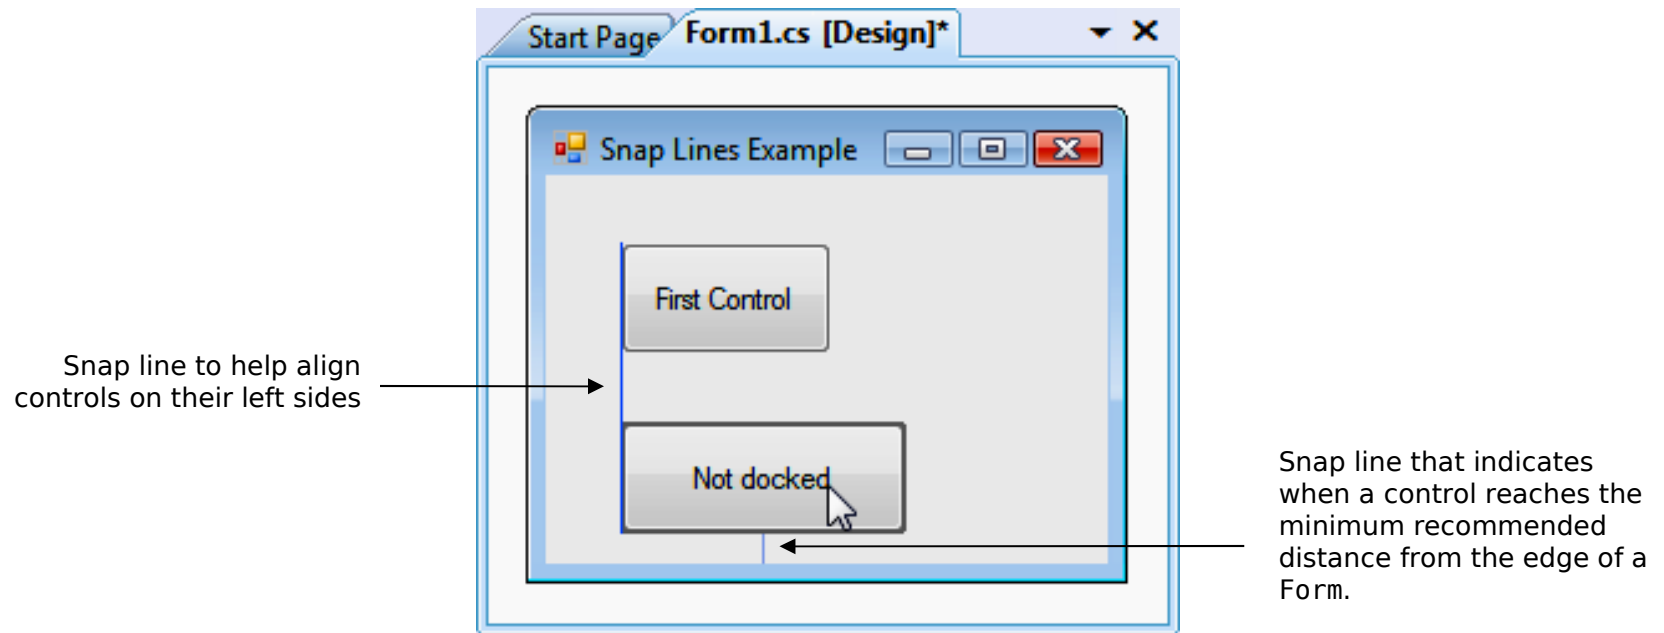 Start Page
Form1.cs [Design]*
Snap Lines Example
First Control
Snap line to help align
controls on their left sides
Not docked
Snap line that indicates
when a control reaches the
minimum recommended
distance from the edge of a
Form.